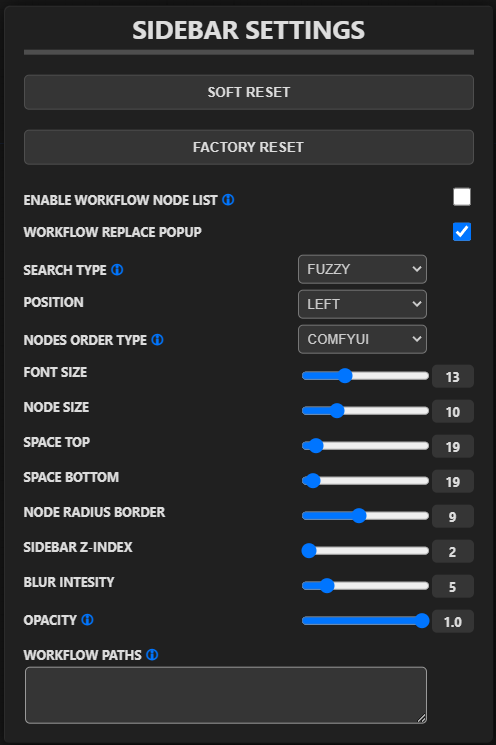 SIDEBAR SETTINGS
SOFT RESET
FACTORY RESET
ENABLE WORKFLOW NODE LIST
WORKFLOW REPLACE POPUP
SEARCH TYPE FUZZY
POSITION LEFT
NODES ORDER TYPE COMFYUI
FONT SIZE 13
NODE SIZE 10
SPACE TOP 19
SPACE BOTTOM 19
NODE RADIUS BORDER 9
SIDEBAR Z-INDEX 2
BLUR INTESITY 5
OPACITY 1.0
WORKFLOW PATHS